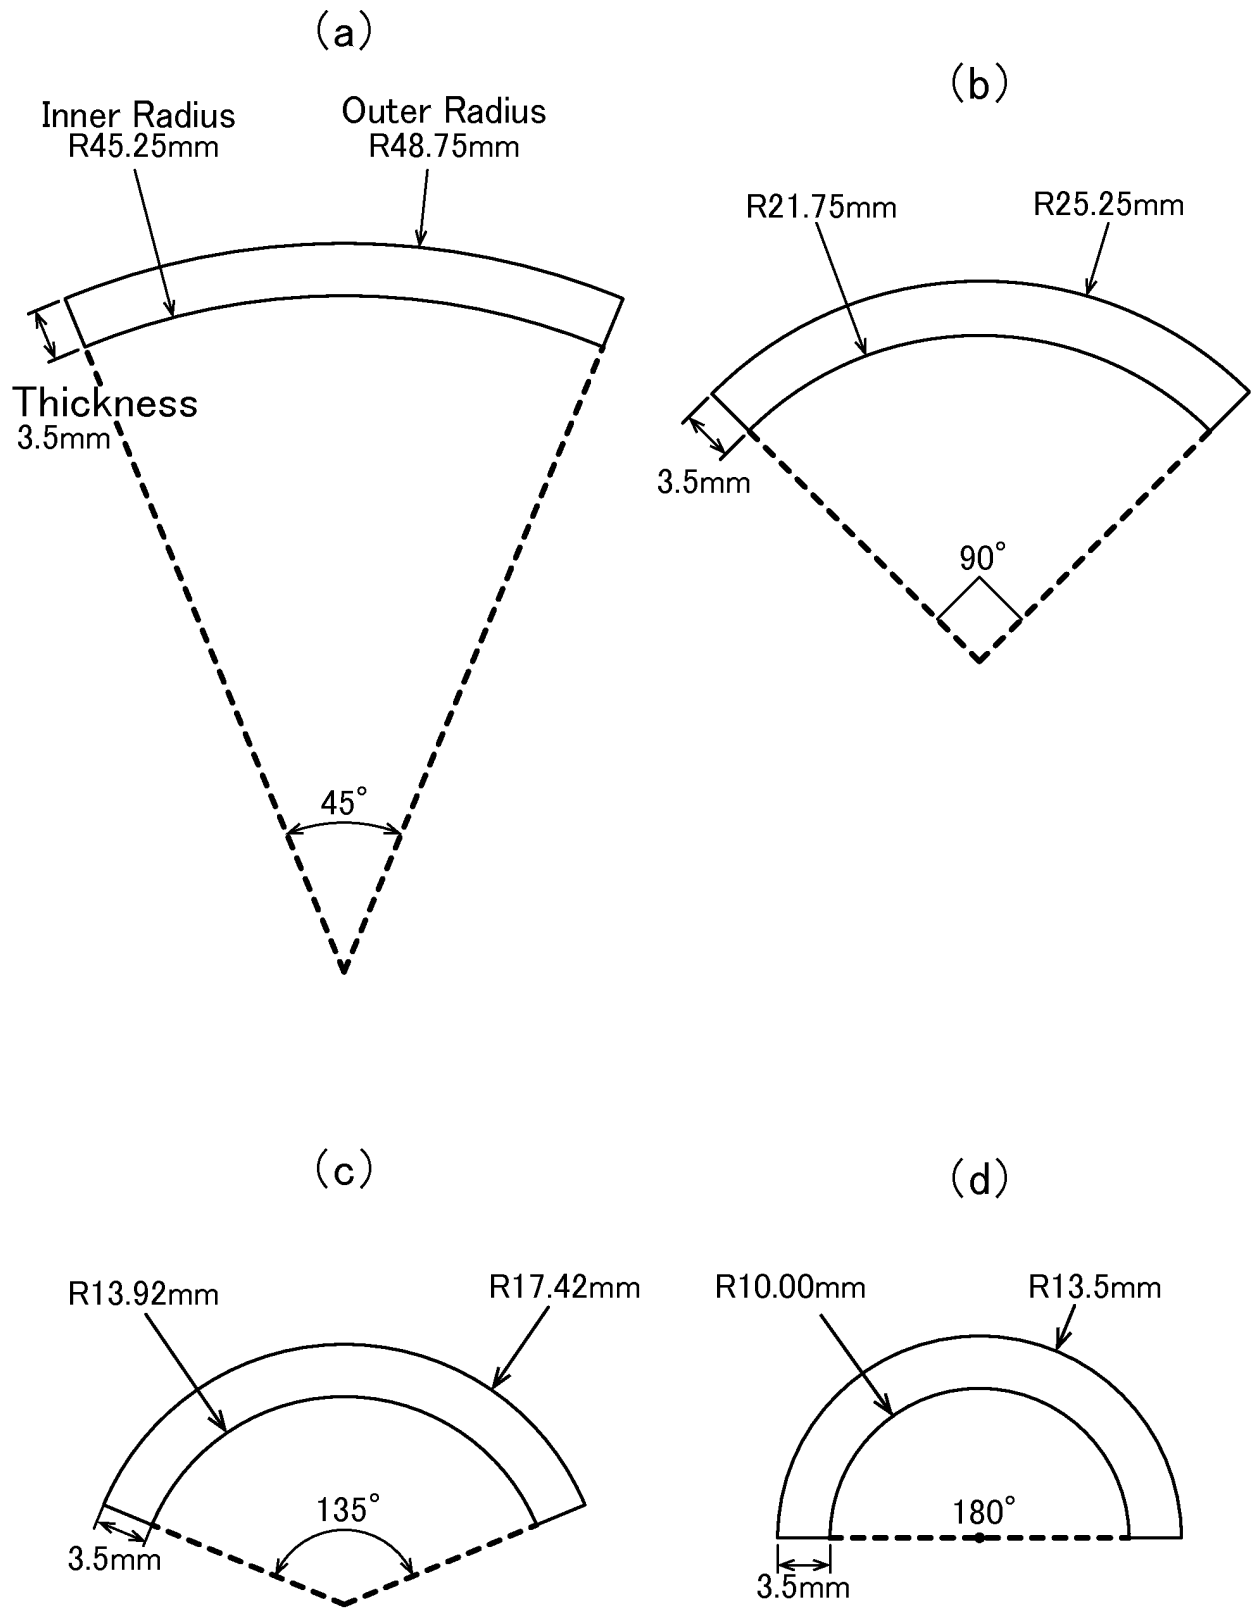 (a)
Inner Radius
R45.25mm
Outer Radius
R48.75mm
Thickness
3.5mm
45°
(b)
R21.75mm
R25.25mm
3.5mm
90°
(c)
R13.92mm
R17.42mm
135°
3.5mm
(d)
R10.00mm
R13.5mm
180°
3.5mm